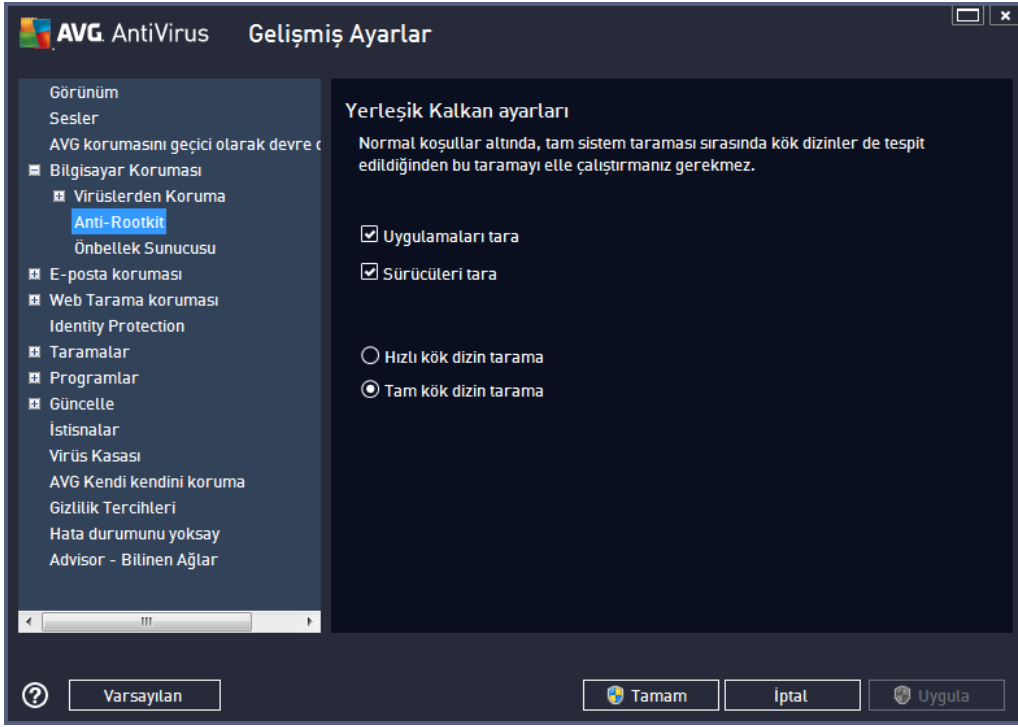 AVG AntiVirus Gelişmiş Ayarlar
Görünüm
Sesler
AVG korumasını geçici olarak devre
Bilgisayar Koruması
Virüslerden Koruma
Anti-Rootkit
Önbellek Sunucusu
E-posta koruması
Web Tarama koruması
Identity Protection
Taramalar
Programlar
Güncelle
İstisnalar
Virüs Kasası
AVG Kendi kendini koruma
Gizlilik Tercihleri
Hata durumunu yoksay
Advisor - Bilinen Ağlar
Yerleşik Kalkan ayarları
Normal koşullar altında, tam sistem taraması sırasında kök dizinler de tespit
edildiğinden bu taramayı elle çalıştırmanız gerekmez.
Uygulamaları tara
Sürücüleri tara
Hızlı kök dizin tarama
Tam kök dizin tarama
Varsayılan
Tamam
İptal
Uygula